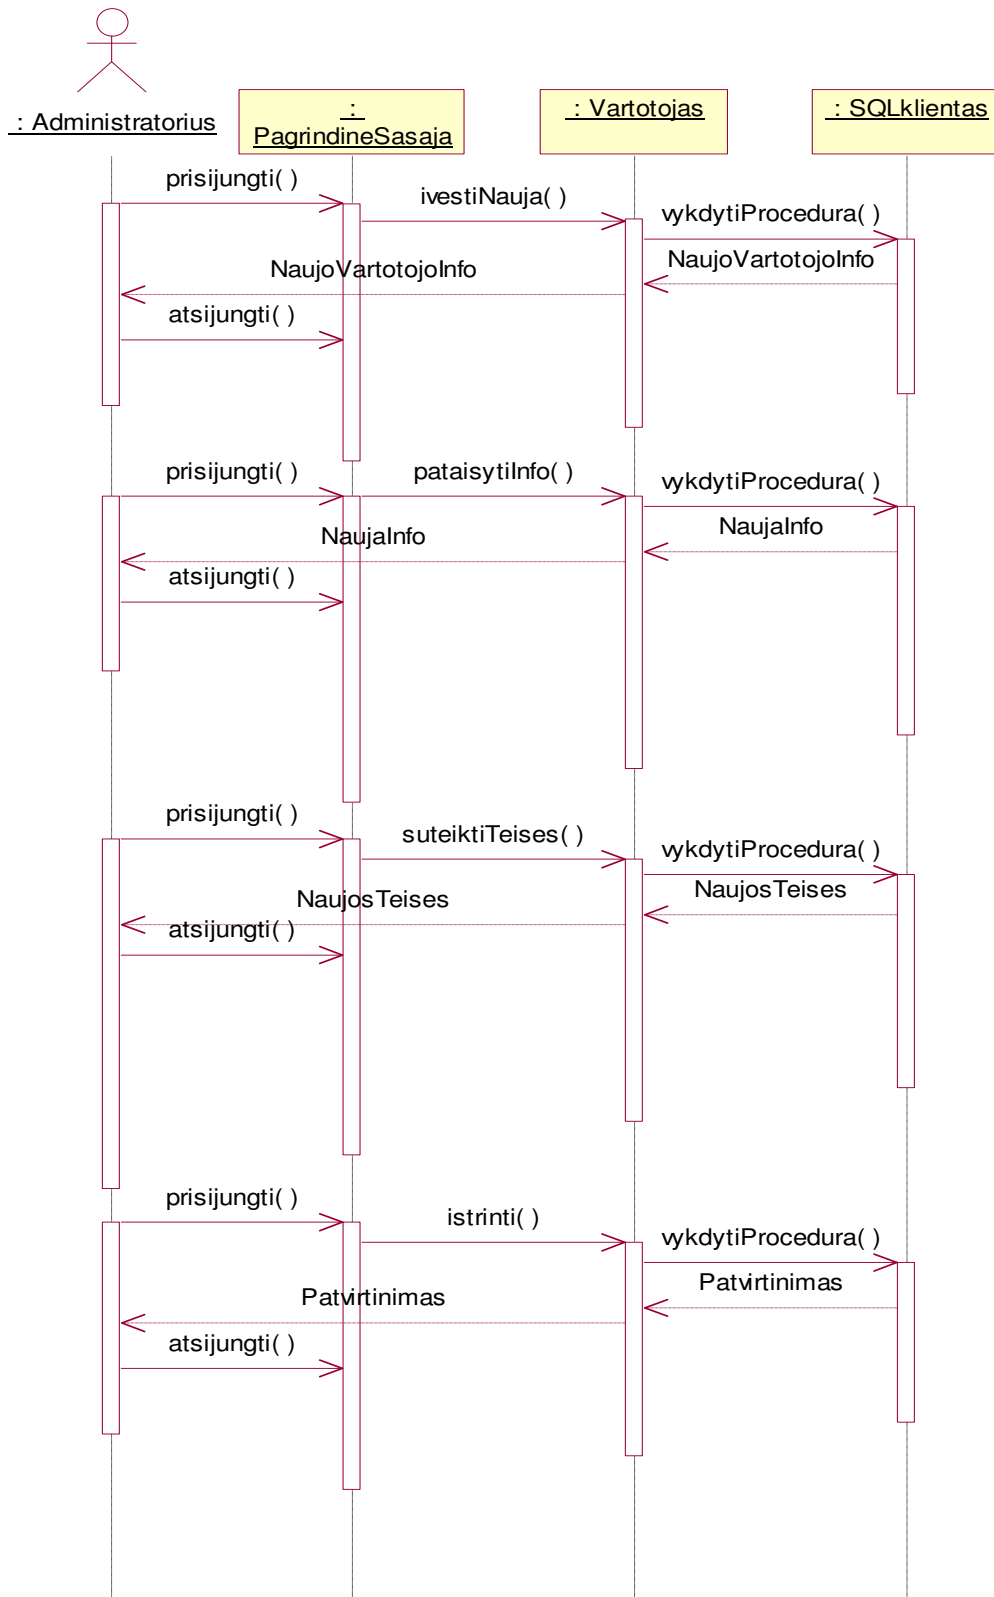 : Administratorius
:
PagrindineSasaja
: Vartotojas
: SQLklientas
prisijungti( )
ivestiNauja( )
vykdytiProcedura( )
NaujoVartotojoInfo
NaujoVartotojoInfo
atsijungti( )
prisijungti( )
pataisytiInfo( )
vykdytiProcedura( )
NaujaInfo
NaujaInfo
atsijungti( )
prisijungti( )
suteiktiTeises( )
vykdytiProcedura( )
NaujosTeises
NaujosTeises
atsijungti( )
prisijungti( )
istrinti( )
vykdytiProcedura( )
Patvirtinimas
Patvirtinimas
atsijungti( )